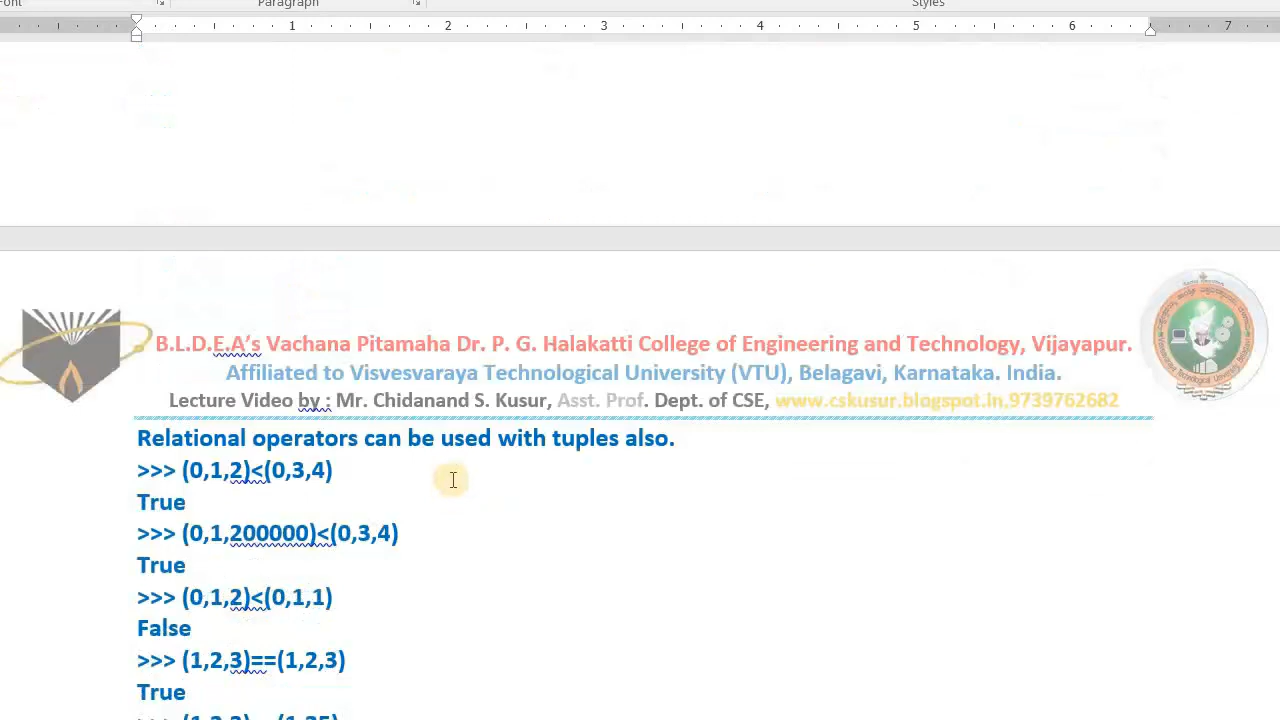 Font Paragraph Styles
1 2 3 4 5 6 7
B.L.D.E.A’s Vachana Pitamaha Dr. P. G. Halakatti College of Engineering and Technology, Vijayapur.
Affiliated to Visvesvaraya Technological University (VTU), Belagavi, Karnataka. India.
Lecture Video by : Mr. Chidanand S. Kusur, Asst. Prof. Dept. of CSE, www.cskusur.blogspot.in,9739762682
Relational operators can be used with tuples also.
>>> (0,1,2)<(0,3,4)
True
>>> (0,1,200000)<(0,3,4)
True
>>> (0,1,2)<(0,1,1)
False
>>> (1,2,3)==(1,2,3)
True